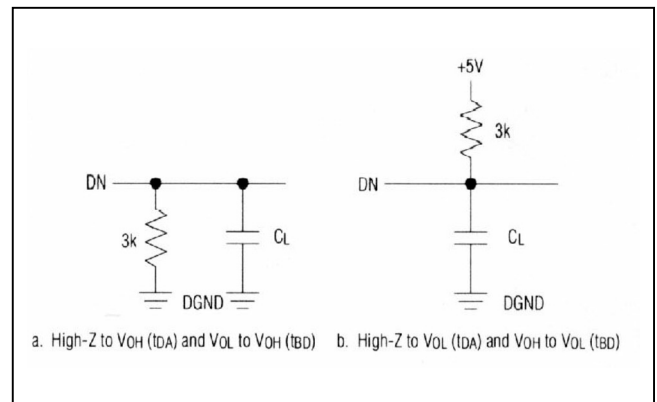 +5V
3k
DN
DN
3k
CL
CL
DGND
DGND
a. High-Z to VOH (tDA) and VOL to VOH (tBD)
b. High-Z to VOL (tDA) and VOH to VOL (tBD)